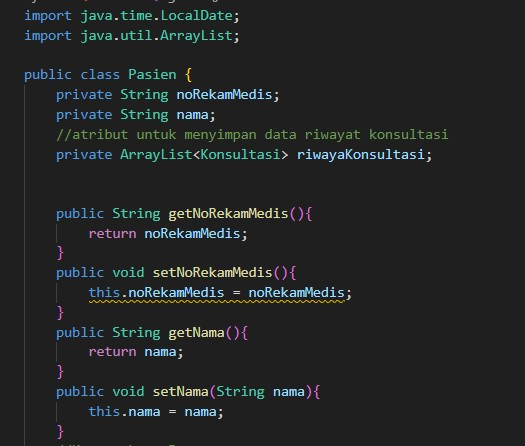 import java.time.LocalDate;
import java.util.ArrayList;
public class Pasien {
private String noRekamMedis;
private String nama;
//atribut untuk menyimpan data riwayat konsultasi
private ArrayList<Konsultasi> riwayaKonsultasi;
public String getNoRekamMedis(){
return noRekamMedis;
}
public void setNoRekamMedis(){
this.noRekamMedis = noRekamMedis;
}
public String getNama(){
return nama;
}
public void setNama(String nama){
this.nama = nama;
}